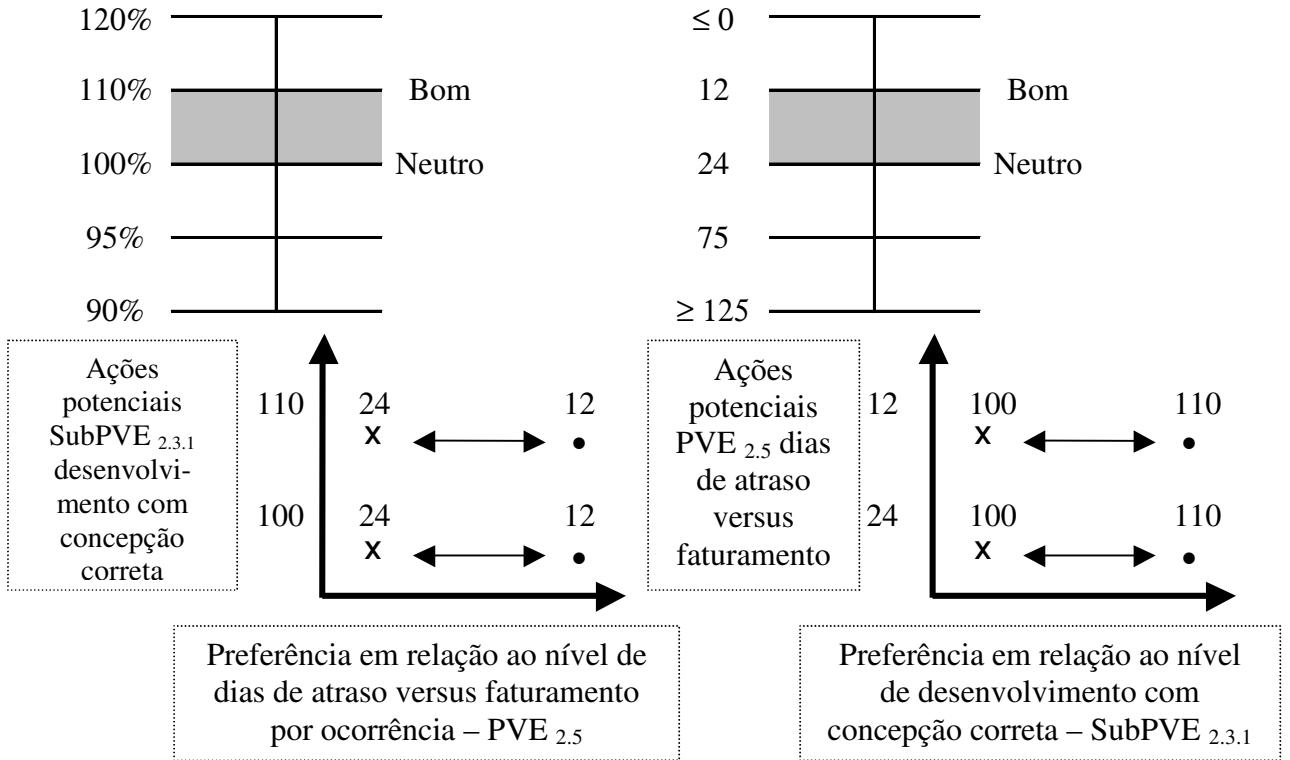 120%
110%
Bom
100%
Neutro
95%
90%
≤ 0
12
Bom
24
Neutro
75
≥ 125
Ações
potenciais
SubPVE 2.3.1
desenvolvi-
mento com
concepção
correta
110
24
12
x
100
24
12
x
Preferência em relação ao nível de
dias de atraso versus faturamento
por ocorrência – PVE 2.5
Ações
potenciais
PVE 2.5 dias
de atraso
versus
faturamento
12
100
110
x
24
100
110
x
Preferência em relação ao nível
de desenvolvimento com
concepção correta – SubPVE 2.3.1